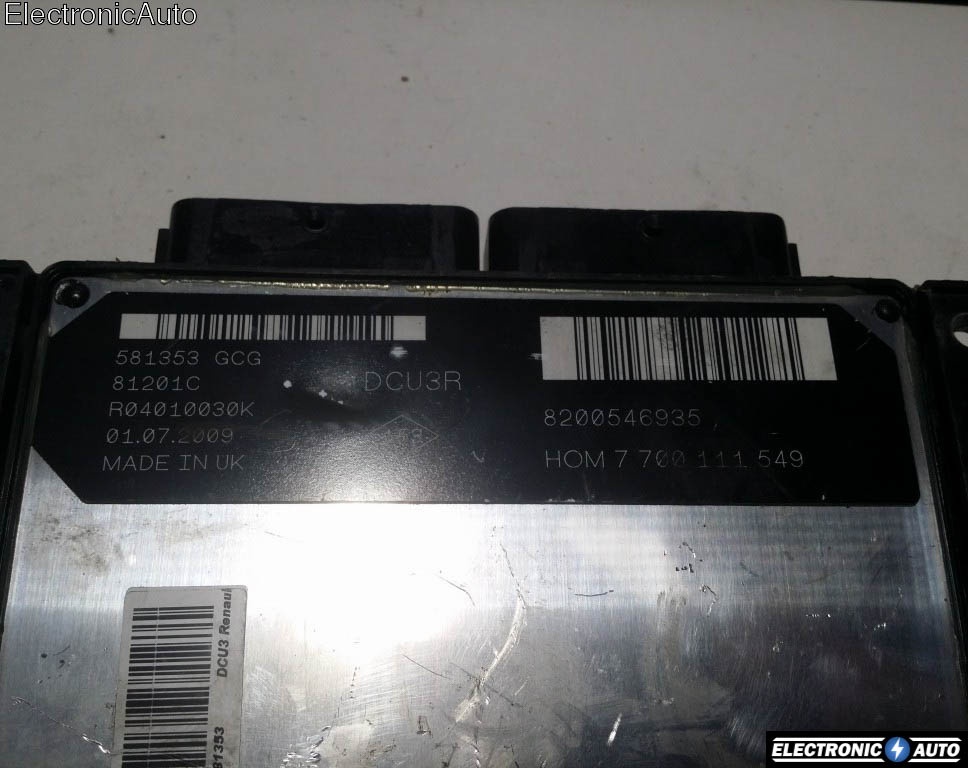 ElectronicAuto
581353 GCG
81201C
DCU3R
R04010030K
01.07.2009
MADE IN UK
8200546935
HOM 7 700 111 549
DCU3 Renaul
81353
ELECTRONIC AUTO